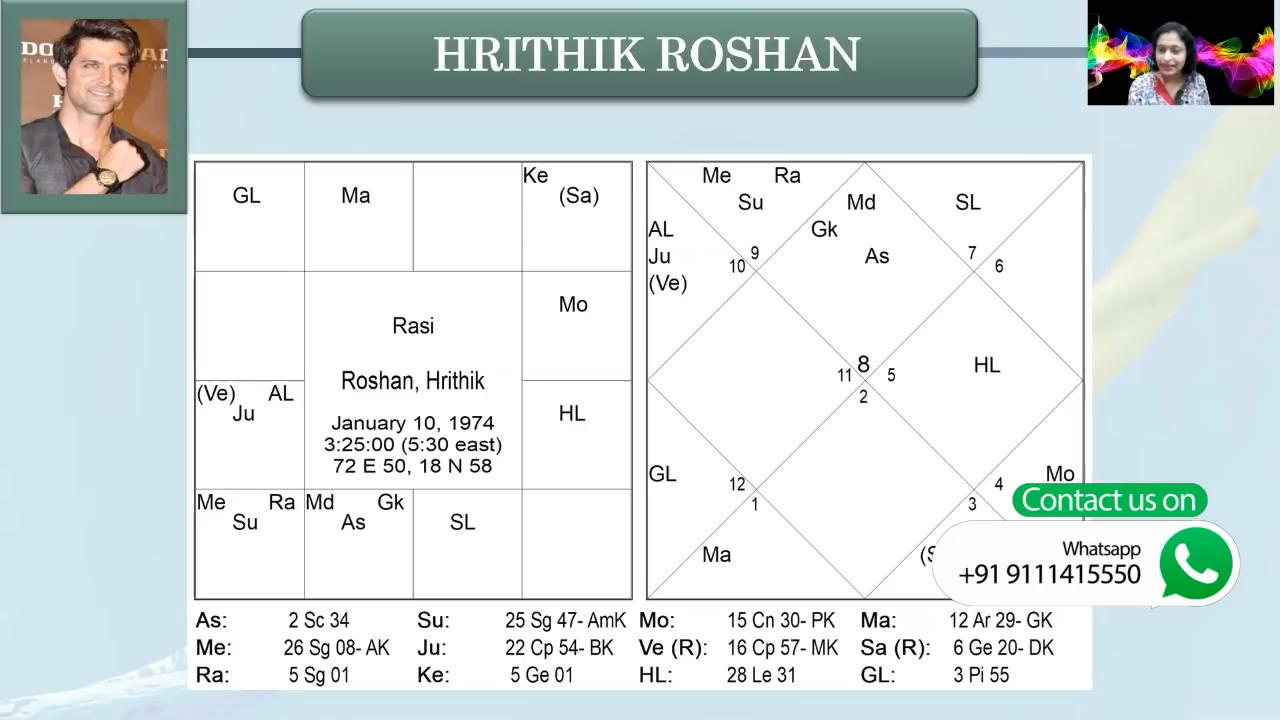 HRITHIK ROSHAN
GL
Ma
Ke
(Sa)
Mo
Rasi
Roshan, Hrithik
January 10, 1974
3:25:00 (5:30 east)
72 E 50, 18 N 58
(Ve) AL
Ju
HL
Me Ra
Su
Md Gk
As
SL
Me Ra
Su
Md
SL
AL
Gk
Ju
As
(Ve)
10
9
7
6
8
11
5
2
HL
GL
12
1
4
3
Mo
Ma
Contact us on
Whatsapp
+91 9111415550
As: 2 Sc 34 Su: 25 Sg 47- AmK Mo: 15 Cn 30- PK Ma: 12 Ar 29- GK
Me: 26 Sg 08- AK Ju: 22 Cp 54- BK Ve (R): 16 Cp 57- MK Sa (R): 6 Ge 20- DK
Ra: 5 Sg 01 Ke: 5 Ge 01 HL: 28 Le 31 GL: 3 Pi 55